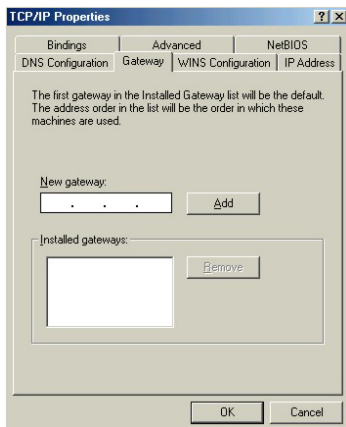 TCP/IP Properties
Bindings Advanced NetBIOS
DNS Configuration Gateway WINS Configuration IP Address
The first gateway in the Installed Gateway list will be the default.
The address order in the list will be the order in which these
machines are used.
New gateway:
. . .
Add
Installed gateways:
Remove
OK Cancel